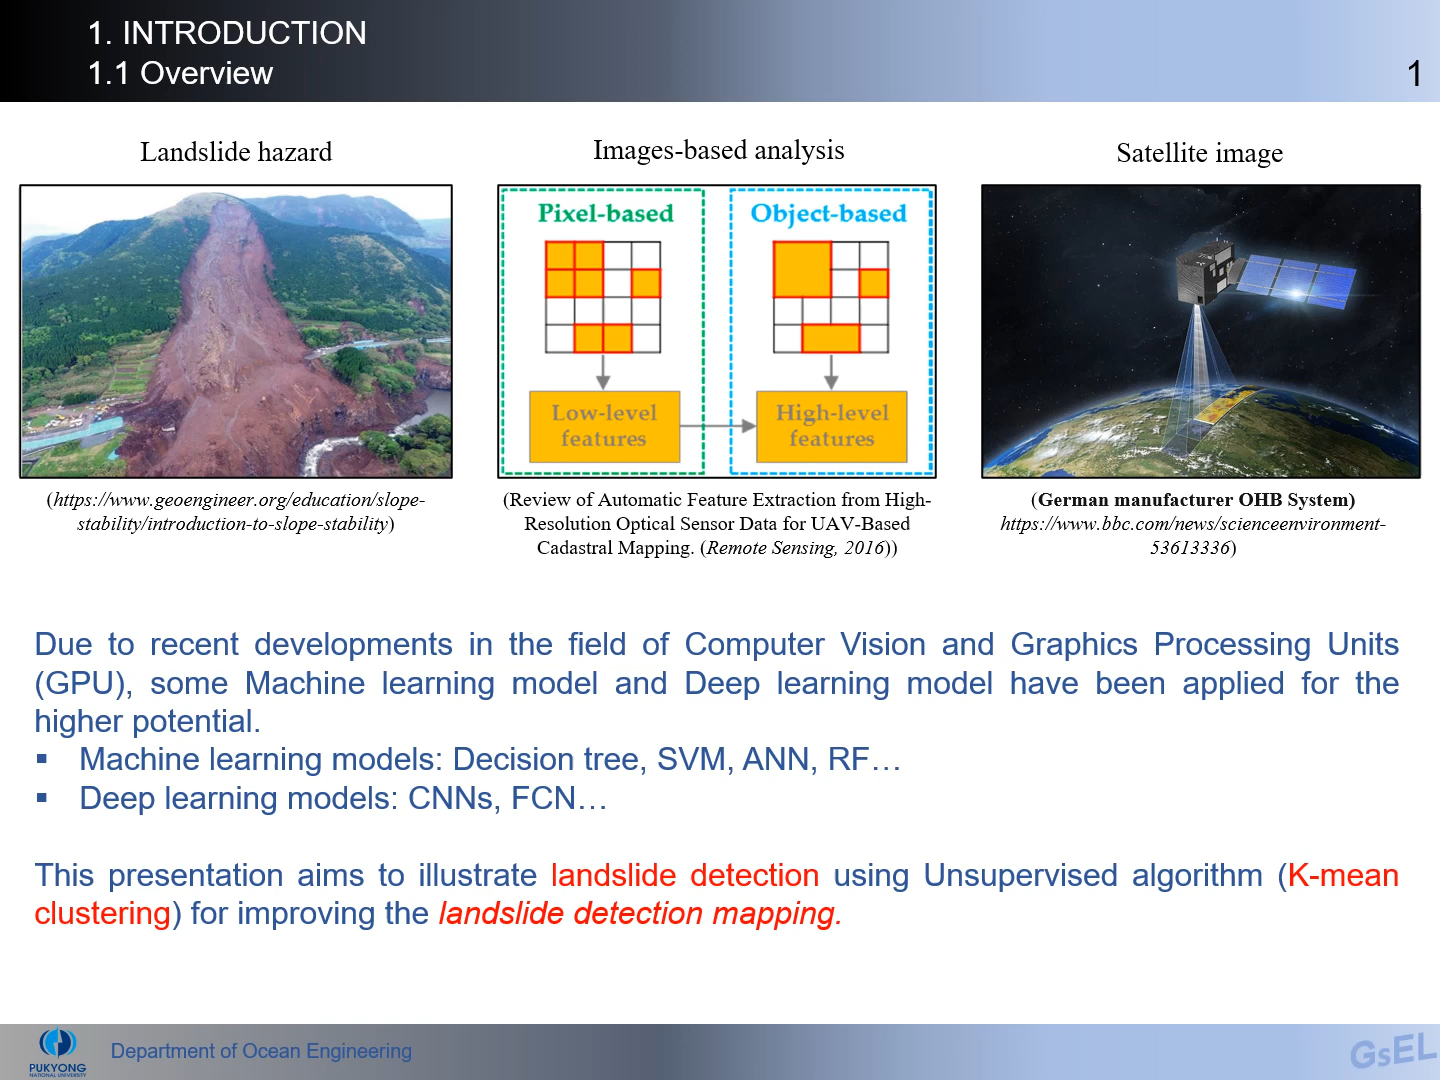 1. INTRODUCTION
1.1 Overview
1
Landslide hazard
Images-based analysis
Satellite image
Pixel-based
Object-based
Low-level
features
High-level
features
(https://www.geoengineer.org/education/slope-
stability/introduction-to-slope-stability)
(Review of Automatic Feature Extraction from High-
Resolution Optical Sensor Data for UAV-Based
Cadastral Mapping. (Remote Sensing, 2016))
(German manufacturer OHB System)
https://www.bbc.com/news/scienceenvironment-
53613336)
Due to recent developments in the field of Computer Vision and Graphics Processing Units
(GPU), some Machine learning model and Deep learning model have been applied for the
higher potential.
▪ Machine learning models: Decision tree, SVM, ANN, RF…
▪ Deep learning models: CNNs, FCN…
This presentation aims to illustrate landslide detection using Unsupervised algorithm (K-mean
clustering) for improving the landslide detection mapping.
PUKYONG
NATIONAL UNIVERSITY
Department of Ocean Engineering
GsEL